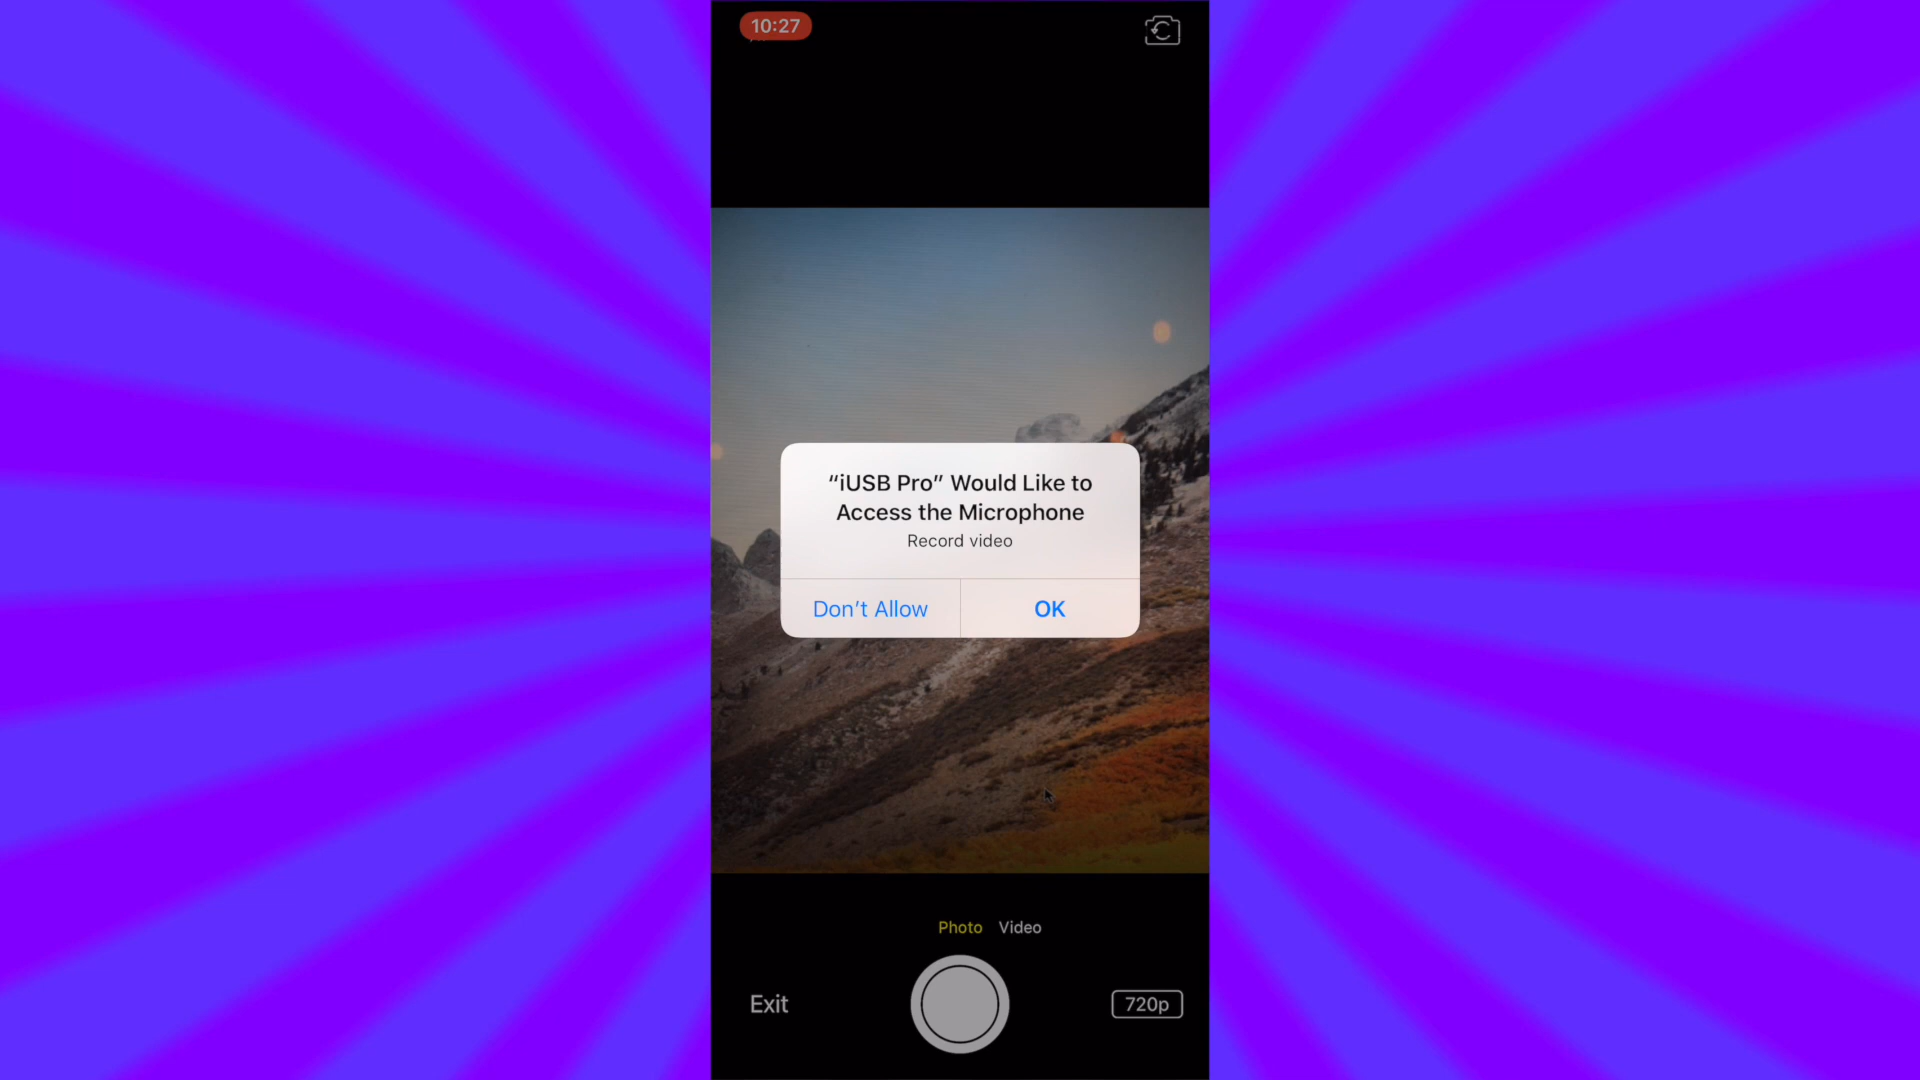 10:27
“iUSB Pro” Would Like to
Access the Microphone
Record video
Don’t Allow
OK
Photo
Video
Exit
720p